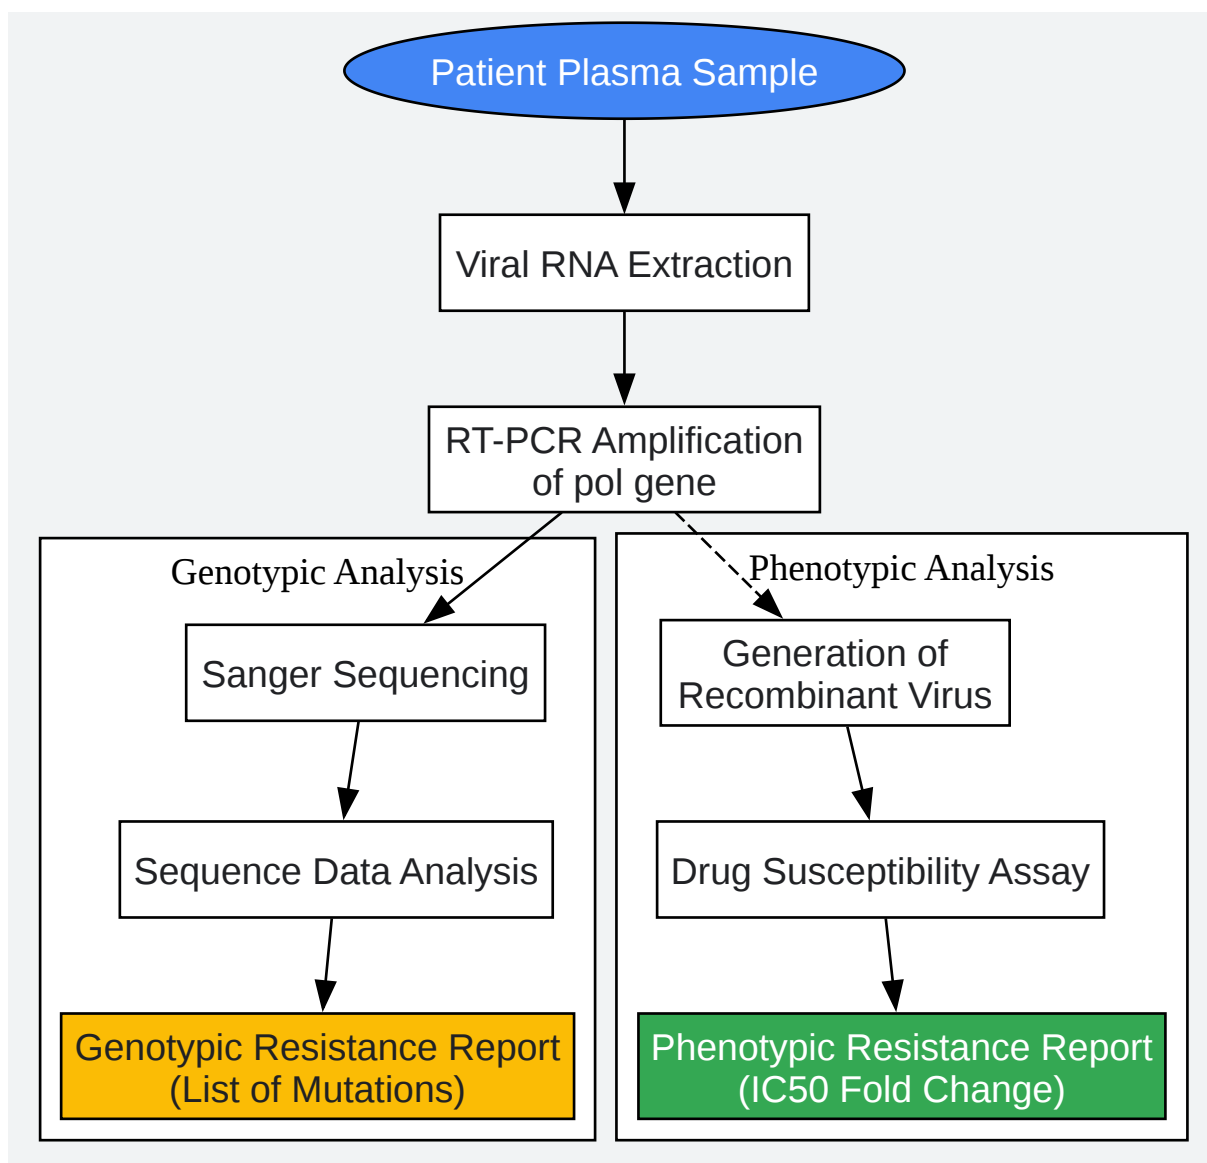 Patient Plasma Sample
Viral RNA Extraction
RT-PCR Amplification
of pol gene
Genotypic Analysis
Sanger Sequencing
Sequence Data Analysis
Genotypic Resistance Report
(List of Mutations)
Phenotypic Analysis
Generation of
Recombinant Virus
Drug Susceptibility Assay
Phenotypic Resistance Report
(IC50 Fold Change)